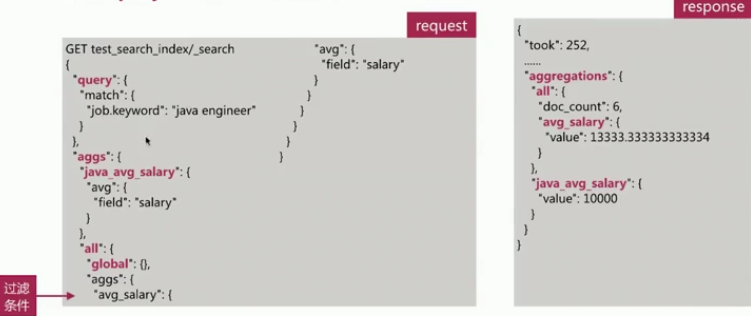 request
GET test_search_index/_search
{
"query": {
"match": {
"job.keyword": "java engineer"
}
},
"aggs": {
"java_avg_salary": {
"avg": {
"field": "salary"
}
},
"all": {
"global": {},
"aggs": {
"avg_salary": {
"avg": {
"field": "salary"
}
}
}
}
}
}
过滤
条件
response
{
"took": 252,
......
"aggregations": {
"all": {
"doc_count": 6,
"avg_salary": {
"value": 13333.333333333334
}
},
"java_avg_salary": {
"value": 10000
}
}
}